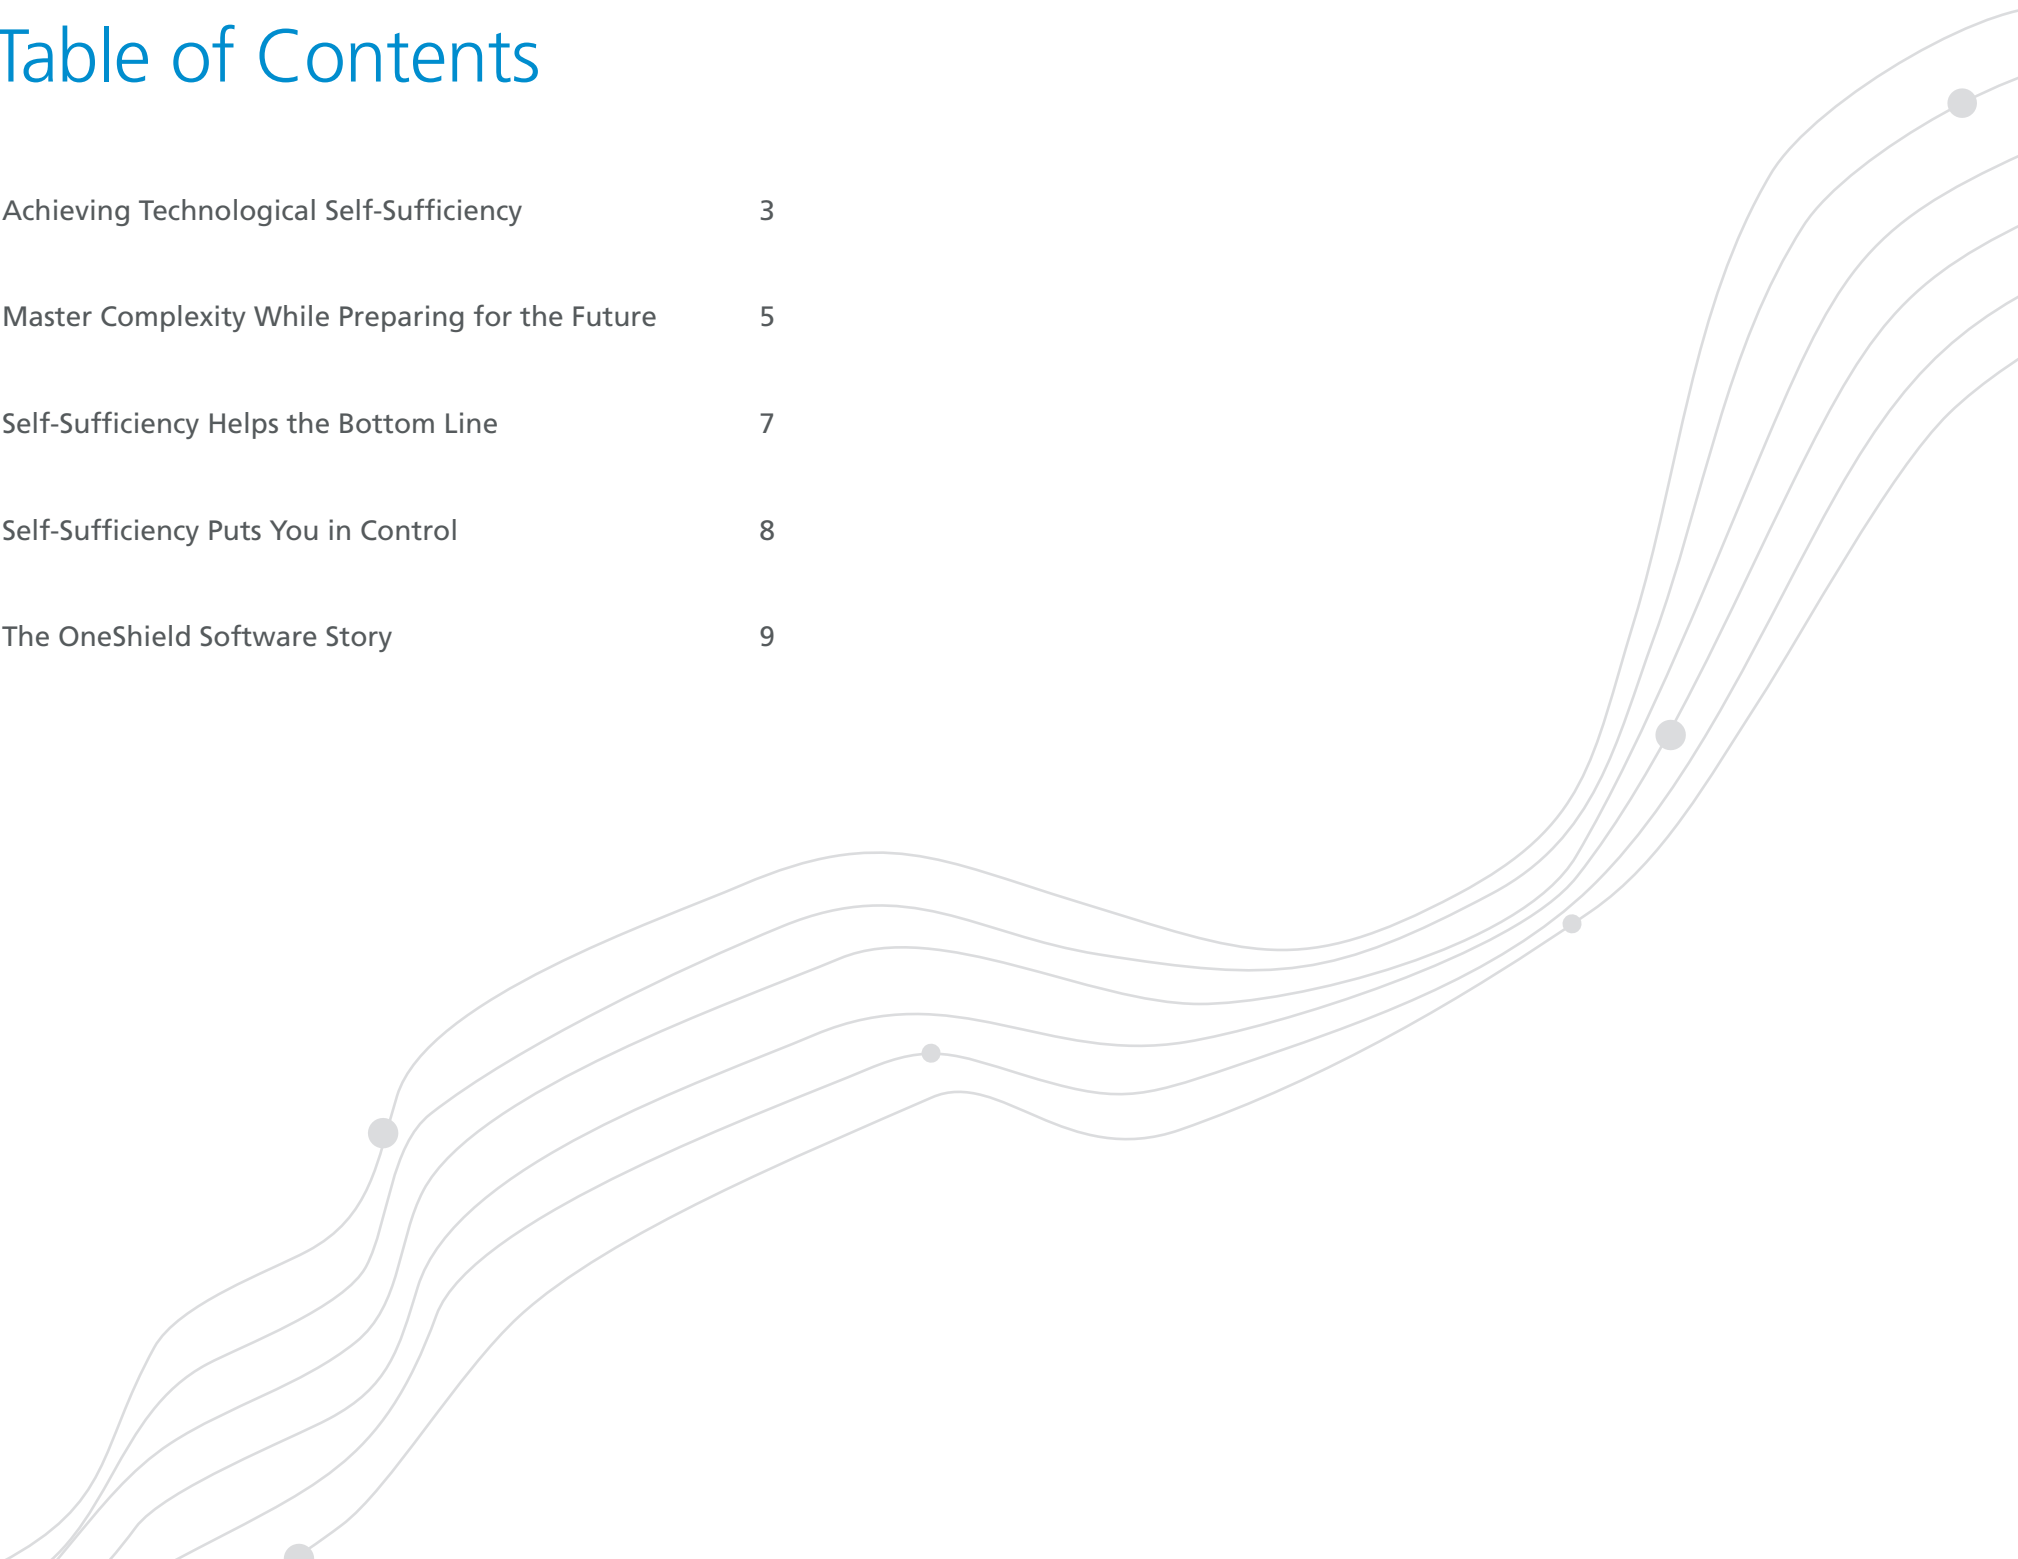 Table of Contents
Achieving Technological Self-Sufficiency 3
Master Complexity While Preparing for the Future 5
Self-Sufficiency Helps the Bottom Line 7
Self-Sufficiency Puts You in Control 8
The OneShield Software Story 9